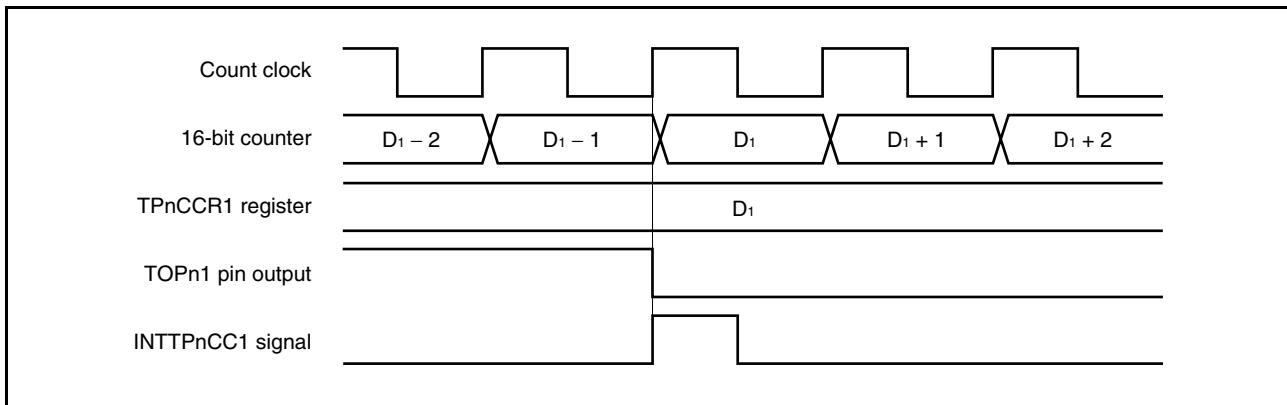 Count clock
16-bit counter D₁ – 2 D₁ – 1 D₁ D₁ + 1 D₁ + 2
TPnCCR1 register D₁
TOPn1 pin output
INTTPnCC1 signal